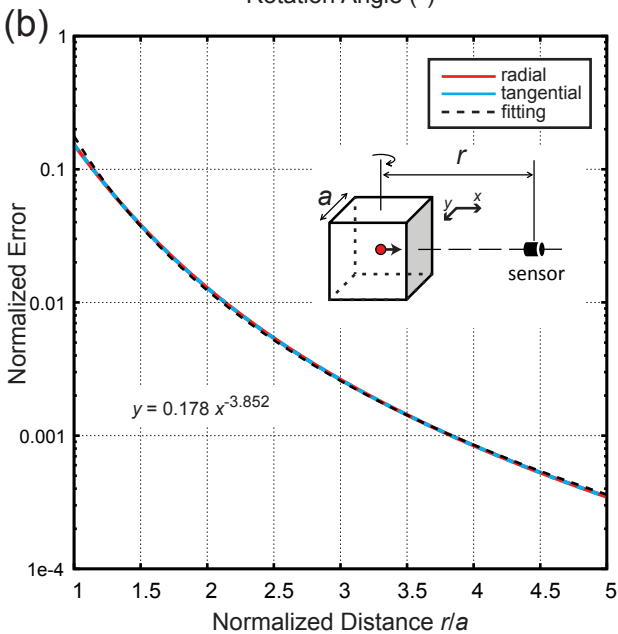 Rotation Angle (°)
(b)
1
radial
tangential
fitting
0.1
r
a
y x
sensor
Normalized Error
0.01
y = 0.178 x-3.852
0.001
1e-4
1 1.5 2 2.5 3 3.5 4 4.5 5
Normalized Distance r/a